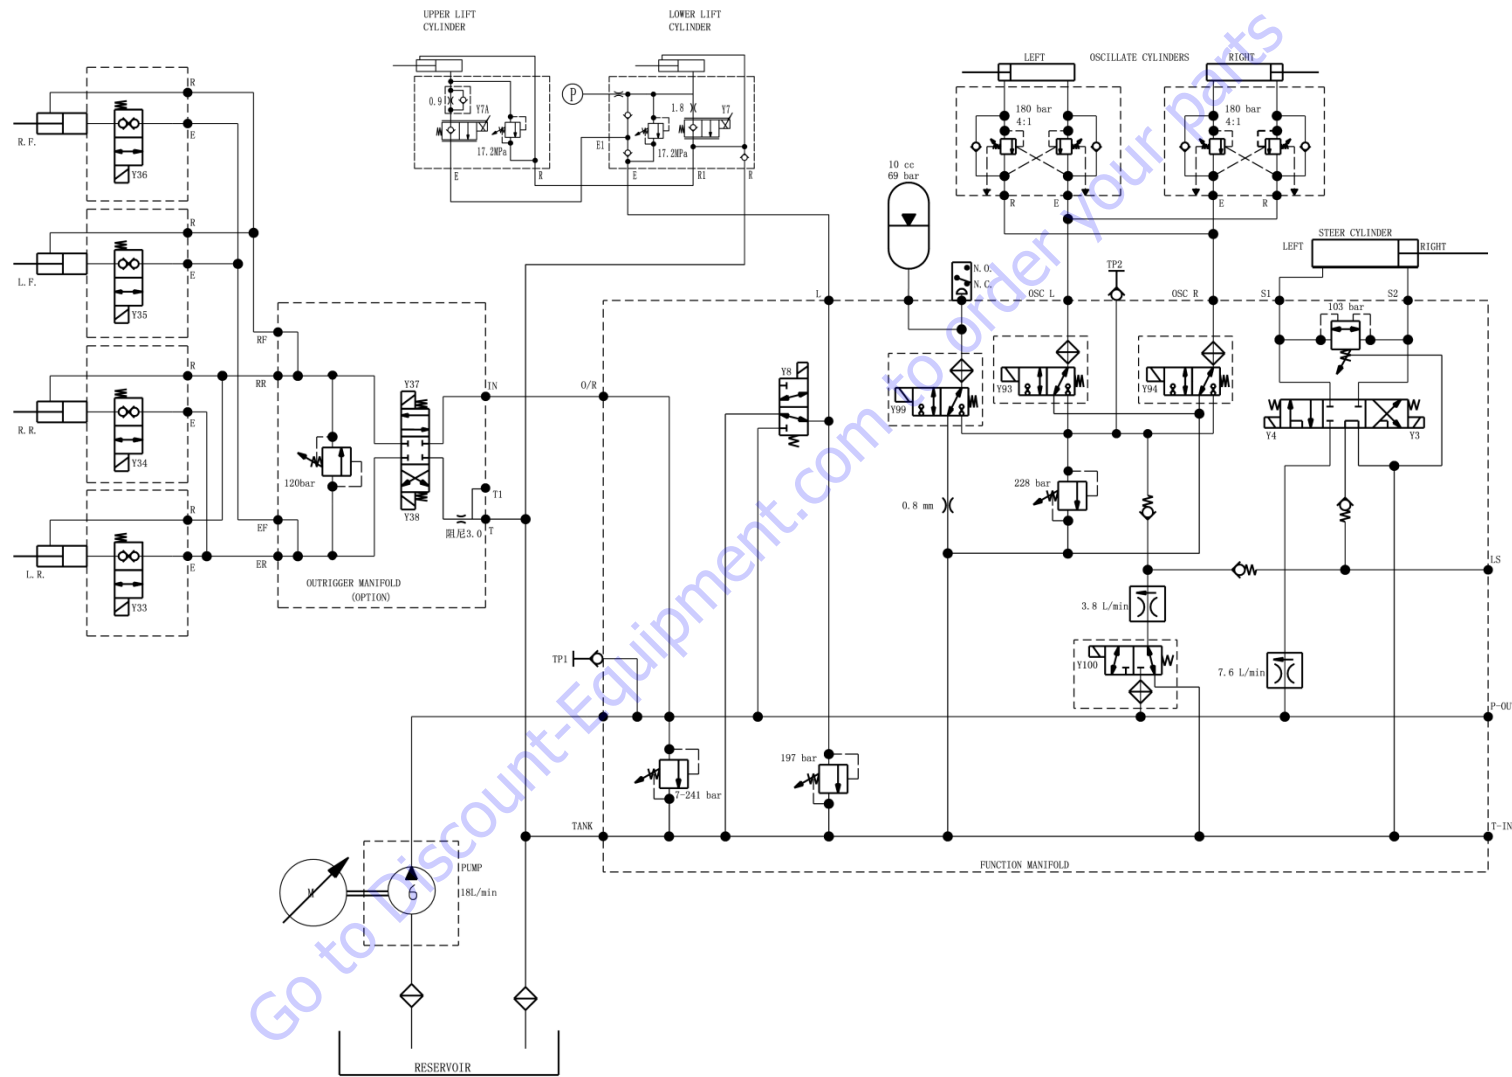 UPPER LIFT
CYLINDER
LOWER LIFT
CYLINDER
LEFT
OSCILLATE CYLINDERS
RIGHT
R
E
R.F.
Y36
R
E
L.F.
Y35
R
E
R.R.
Y34
R
E
L.R.
Y33
0.9
Y7A
17.2MPa
E
R
P
1.8
Y7
E1
17.2MPa
E
R1
R
180 bar
4:1
R
E
180 bar
4:1
E
R
10 cc
69 bar
N.O.
N.C.
TP2
STEER CYLINDER
LEFT
RIGHT
L
OSC L
OSC R
S1
S2
103 bar
RF
RR
Y37
IN
O/R
120bar
T1
Y38
阻尼3.0
T
EF
ER
OUTRIGGER MANIFOLD
(OPTION)
Y8
Y99
Y93
Y94
Y4
Y3
228 bar
0.8 mm
LS
3.8 L/min
TP1
Y100
7.6 L/min
P-OU
197 bar
7-241 bar
TANK
T-IN
FUNCTION MANIFOLD
PUMP
18L/min
M
6
RESERVOIR
Go to Discount-Equipment.com to order your parts